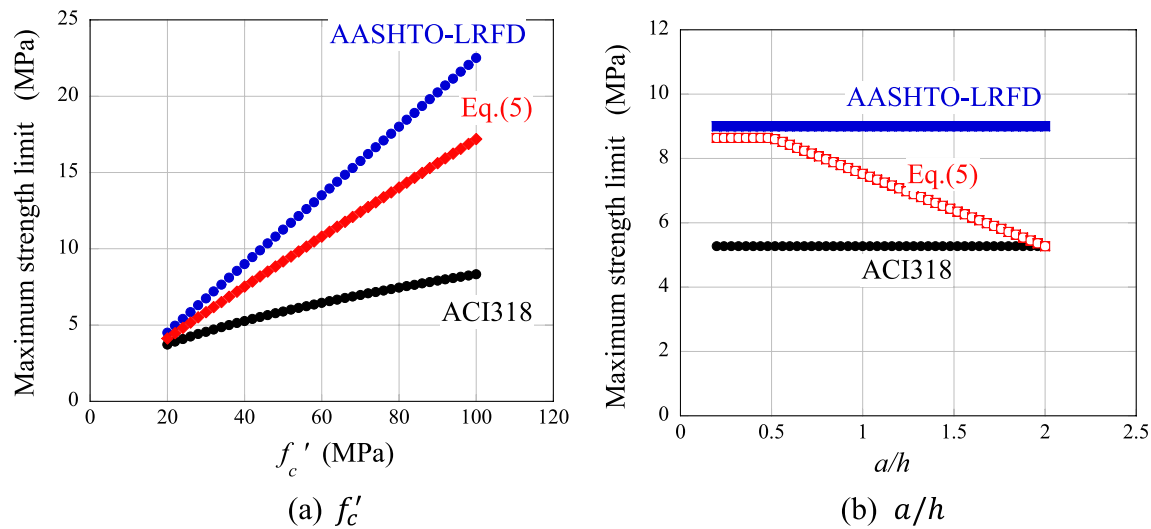 Maximum strength limit (MPa)
25
20
15
10
5
0
0 20 40 60 80 100 120
AASHTO-LRFD
Eq.(5)
ACI318
f_c' (MPa)
(a) f_c'
Maximum strength limit (MPa)
12
10
8
6
4
2
0
0 0.5 1 1.5 2 2.5
AASHTO-LRFD
Eq.(5)
ACI318
a/h
(b) a/h